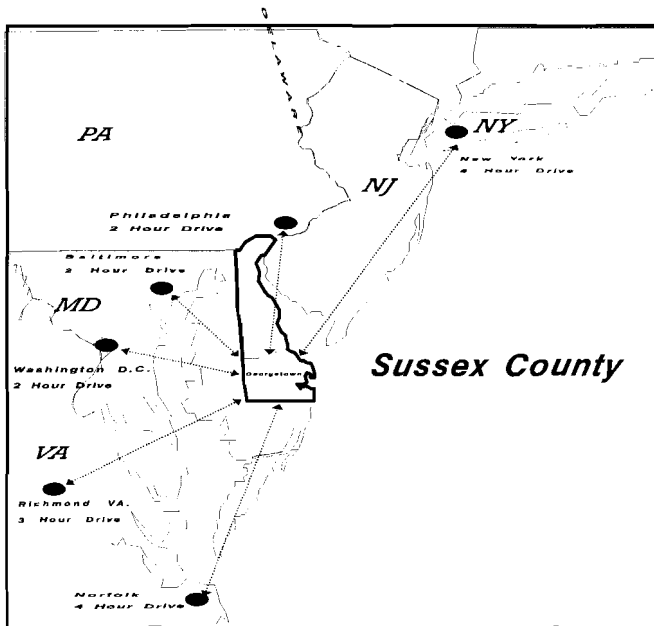 DELAWAR
PA
NY
New York
4 Hour Drive
NJ
Philadelphia
2 Hour Drive
Baltimore
2 Hour Drive
MD
Washington D.C.
2 Hour Drive
Georgetown
Sussex County
VA
Richmond VA.
3 Hour Drive
Norfolk
4 Hour Drive